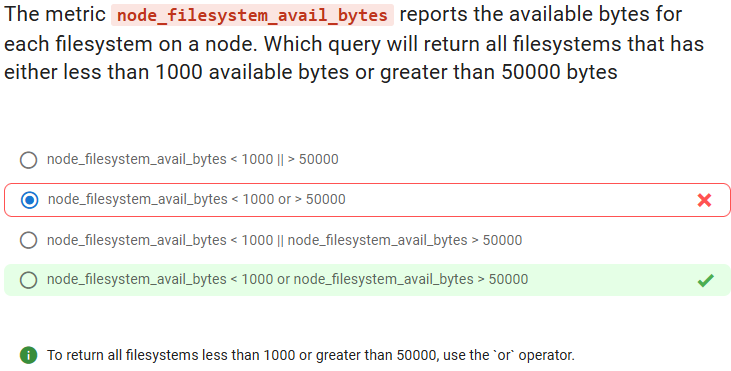 The metric node_filesystem_avail_bytes reports the available bytes for
each filesystem on a node. Which query will return all filesystems that has
either less than 1000 available bytes or greater than 50000 bytes
node_filesystem_avail_bytes < 1000 || > 50000
node_filesystem_avail_bytes < 1000 or > 50000
node_filesystem_avail_bytes < 1000 || node_filesystem_avail_bytes > 50000
node_filesystem_avail_bytes < 1000 or node_filesystem_avail_bytes > 50000
To return all filesystems less than 1000 or greater than 50000, use the `or` operator.